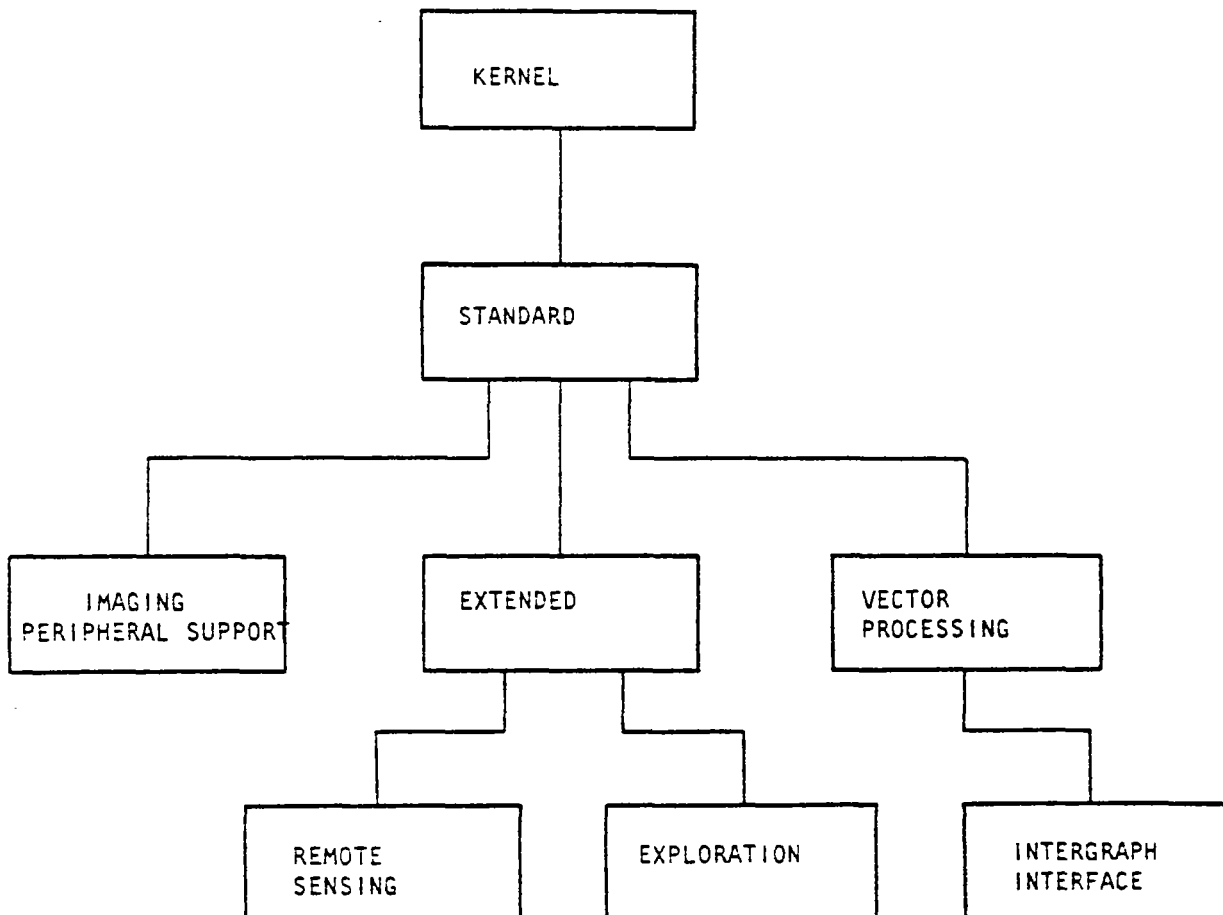 KERNEL
STANDARD
IMAGING
PERIPHERAL SUPPORT
EXTENDED
VECTOR
PROCESSING
REMOTE
SENSING
EXPLORATION
INTERGRAPH
INTERFACE